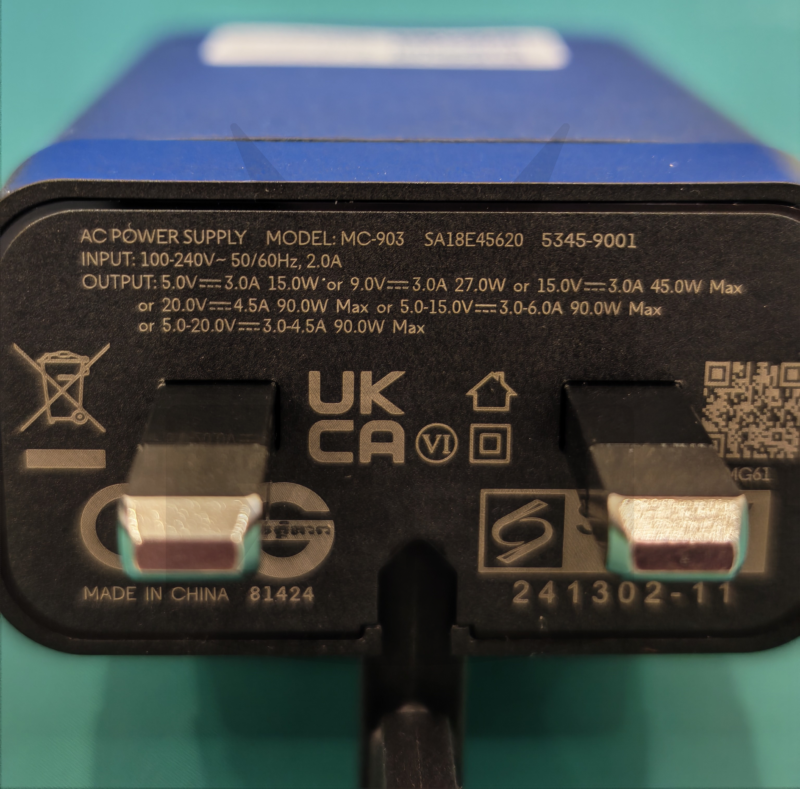 AC POWER SUPPLY MODEL: MC-903 SA18E45620 5345-9001
INPUT: 100-240V~ 50/60Hz, 2.0A
OUTPUT: 5.0V⎓3.0A 15.0W or 9.0V⎓3.0A 27.0W or 15.0V⎓3.0A 45.0W Max
or 20.0V⎓4.5A 90.0W Max or 5.0-15.0V⎓3.0-6.0A 90.0W Max
or 5.0-20.0V⎓3.0-4.5A 90.0W Max
UK
CA VI
MG61
MADE IN CHINA 81424
241302-11